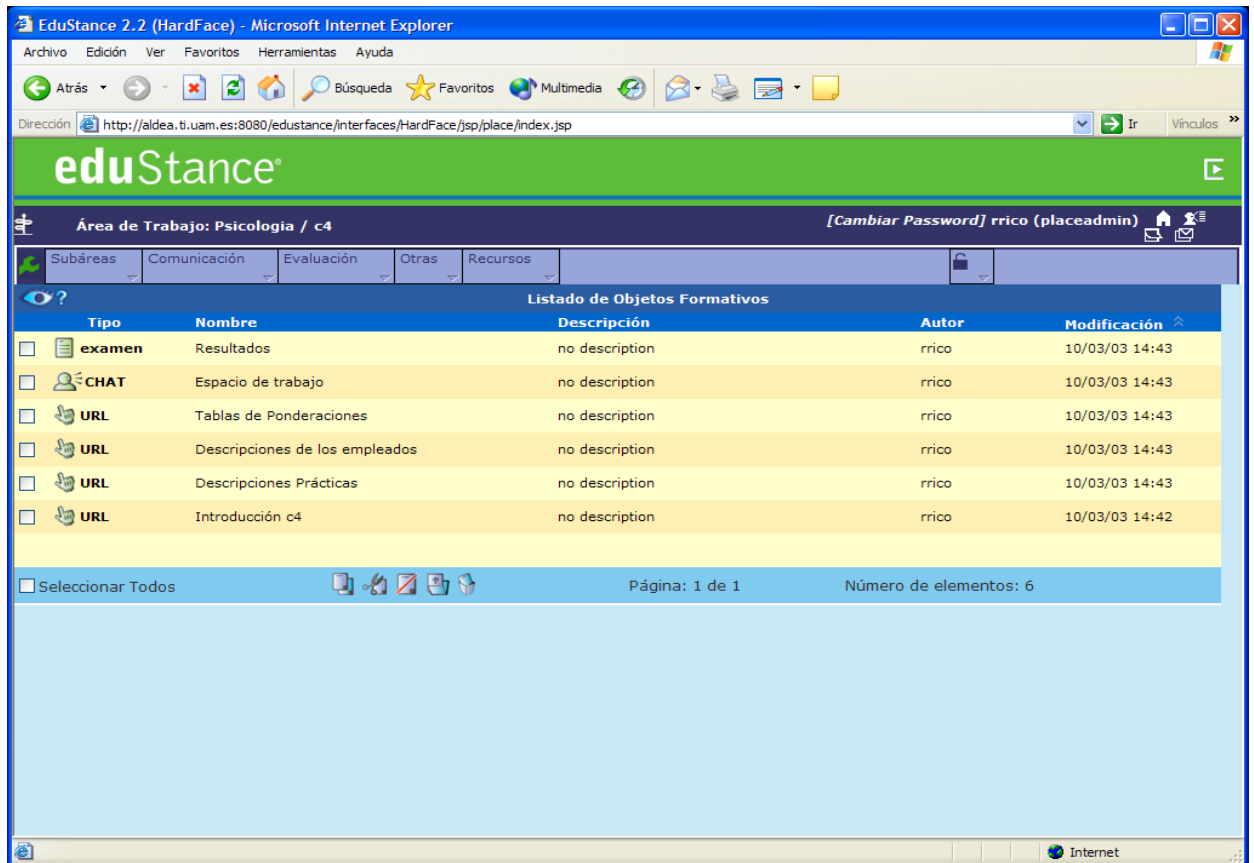 EduStance 2.2 (HardFace) - Microsoft Internet Explorer
Archivo Edición Ver Favoritos Herramientas Ayuda
Atrás Búsqueda Favoritos Multimedia
Dirección http://aldea.ti.uam.es:8080/edustance/interfaces/HardFace/jsp/place/index.jsp Ir Vínculos »
eduStance
Área de Trabajo: Psicologia / c4 [Cambiar Password] rrico (placeadmin)
Subáreas Comunicación Evaluación Otras Recursos
? Listado de Objetos Formativos
Tipo Nombre Descripción Autor Modificación
examen Resultados no description rrico 10/03/03 14:43
CHAT Espacio de trabajo no description rrico 10/03/03 14:43
URL Tablas de Ponderaciones no description rrico 10/03/03 14:43
URL Descripciones de los empleados no description rrico 10/03/03 14:43
URL Descripciones Prácticas no description rrico 10/03/03 14:43
URL Introducción c4 no description rrico 10/03/03 14:42
Seleccionar Todos Página: 1 de 1 Número de elementos: 6
Internet